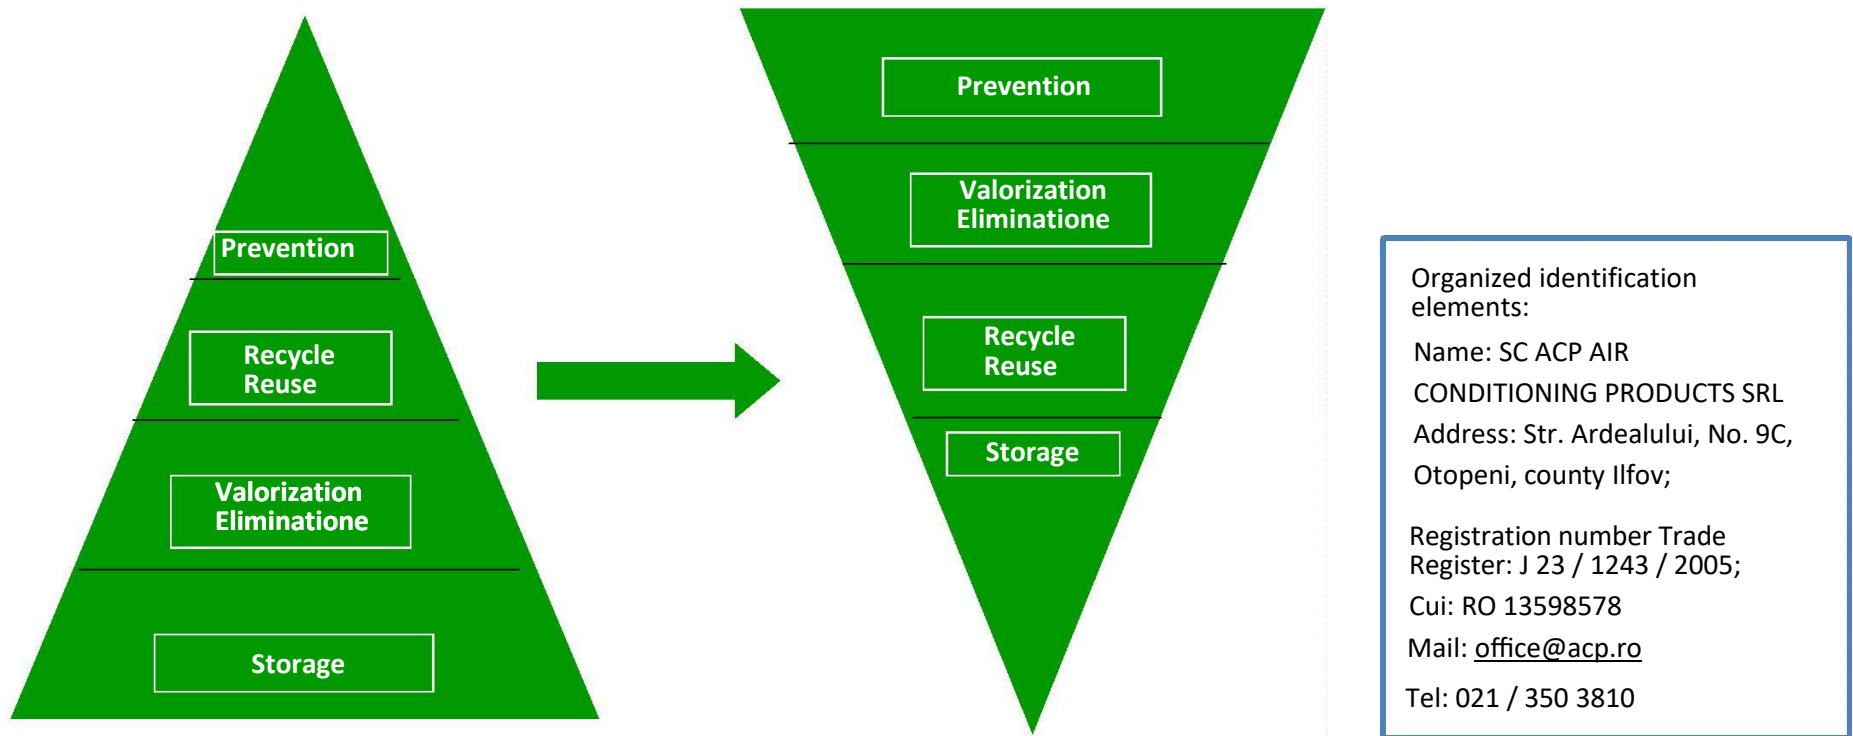 Prevention
Recycle
Reuse
Valorization
Eliminatione
Storage
Prevention
Valorization
Eliminatione
Recycle
Reuse
Storage
Organized identification
elements:
Name: SC ACP AIR
CONDITIONING PRODUCTS SRL
Address: Str. Ardealului, No. 9C,
Otopeni, county Ilfov;
Registration number Trade
Register: J 23 / 1243 / 2005;
Cui: RO 13598578
Mail: office@acp.ro
Tel: 021 / 350 3810